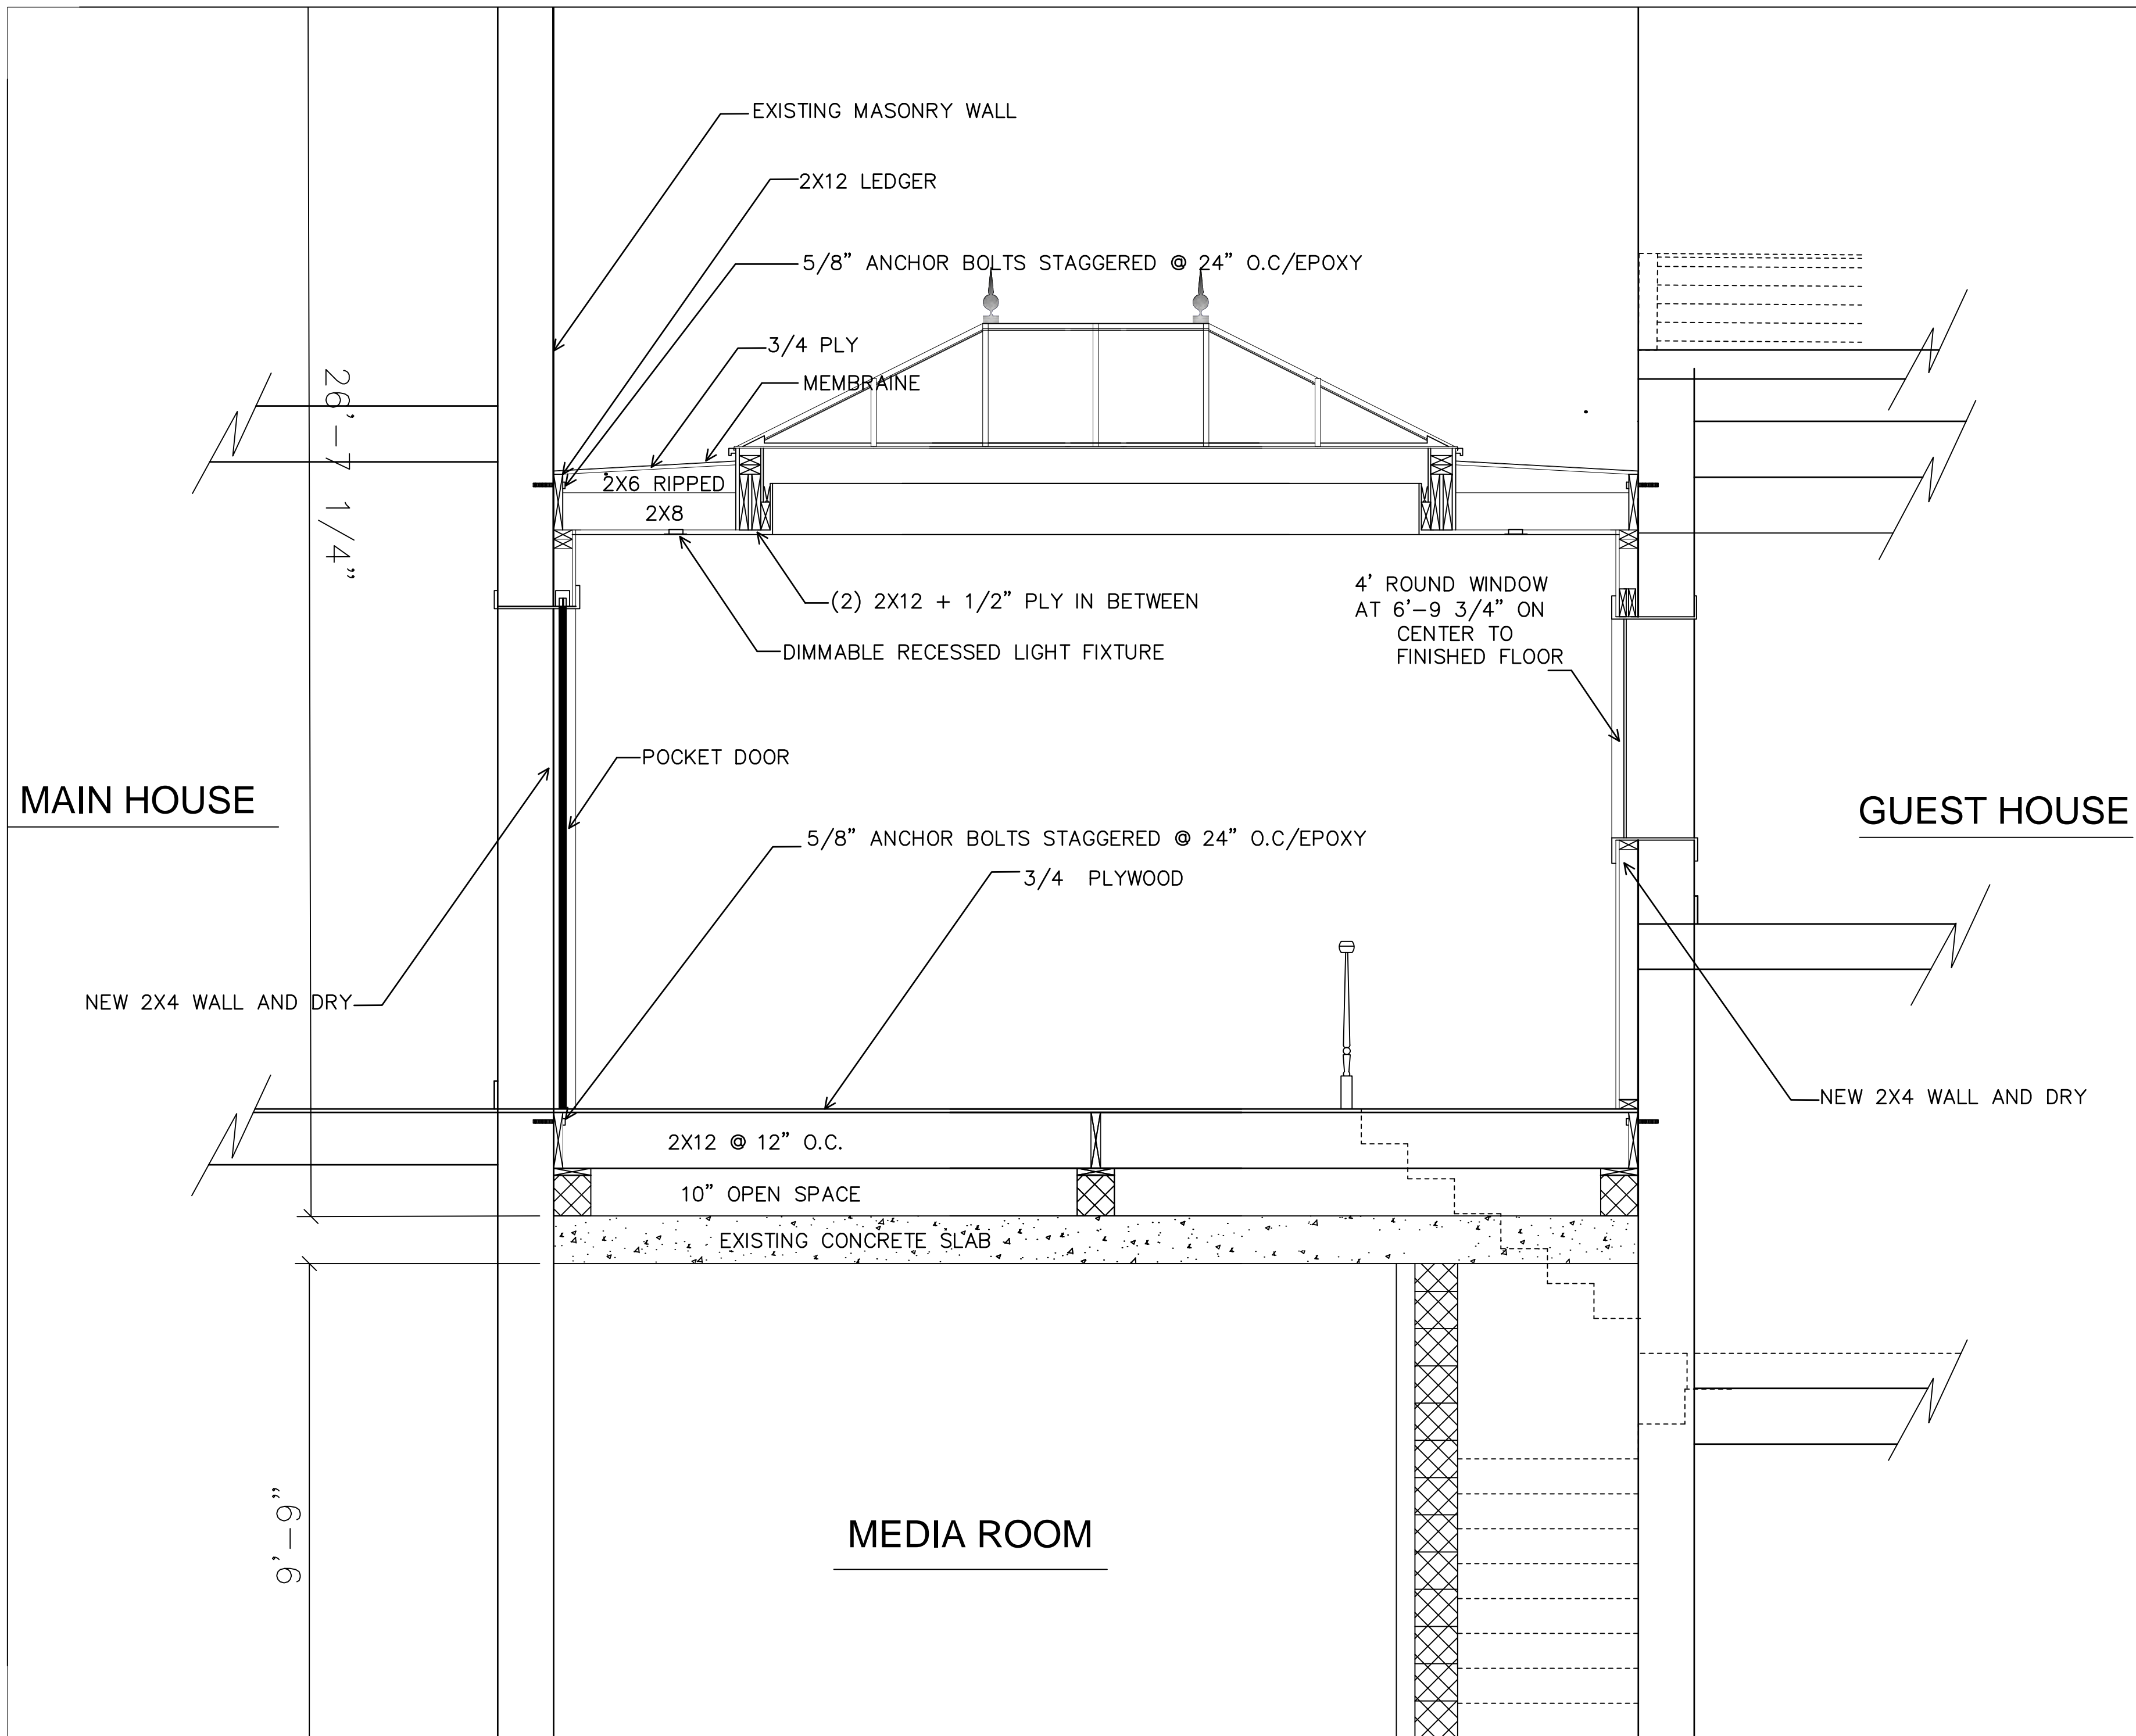 EXISTING MASONRY WALL
2X12 LEDGER
5/8” ANCHOR BOLTS STAGGERED @ 24” O.C/EPOXY
3/4 PLY
MEMBRAINE
26’-7 1/4”
2X6 RIPPED
2X8
(2) 2X12 + 1/2” PLY IN BETWEEN
DIMMABLE RECESSED LIGHT FIXTURE
4’ ROUND WINDOW
AT 6’-9 3/4” ON
CENTER TO
FINISHED FLOOR
POCKET DOOR
MAIN HOUSE
GUEST HOUSE
5/8” ANCHOR BOLTS STAGGERED @ 24” O.C/EPOXY
3/4 PLYWOOD
NEW 2X4 WALL AND DRY
NEW 2X4 WALL AND DRY
2X12 @ 12” O.C.
10” OPEN SPACE
EXISTING CONCRETE SLAB
9’-9”
MEDIA ROOM